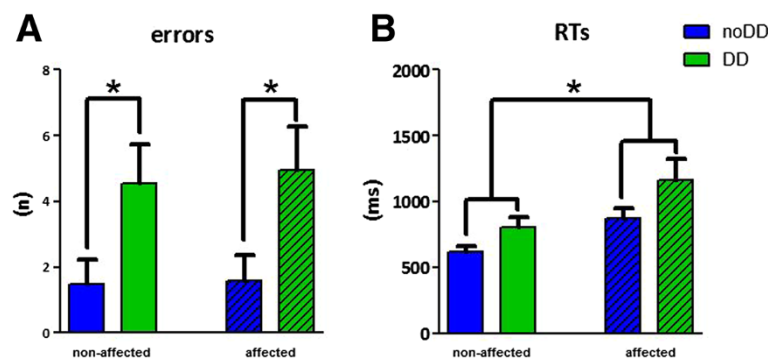 A
errors
8
6
4
2
0
(n)
*
*
non-affected
affected
B
RTs
noDD
DD
2000
1500
1000
500
0
(ms)
*
non-affected
affected